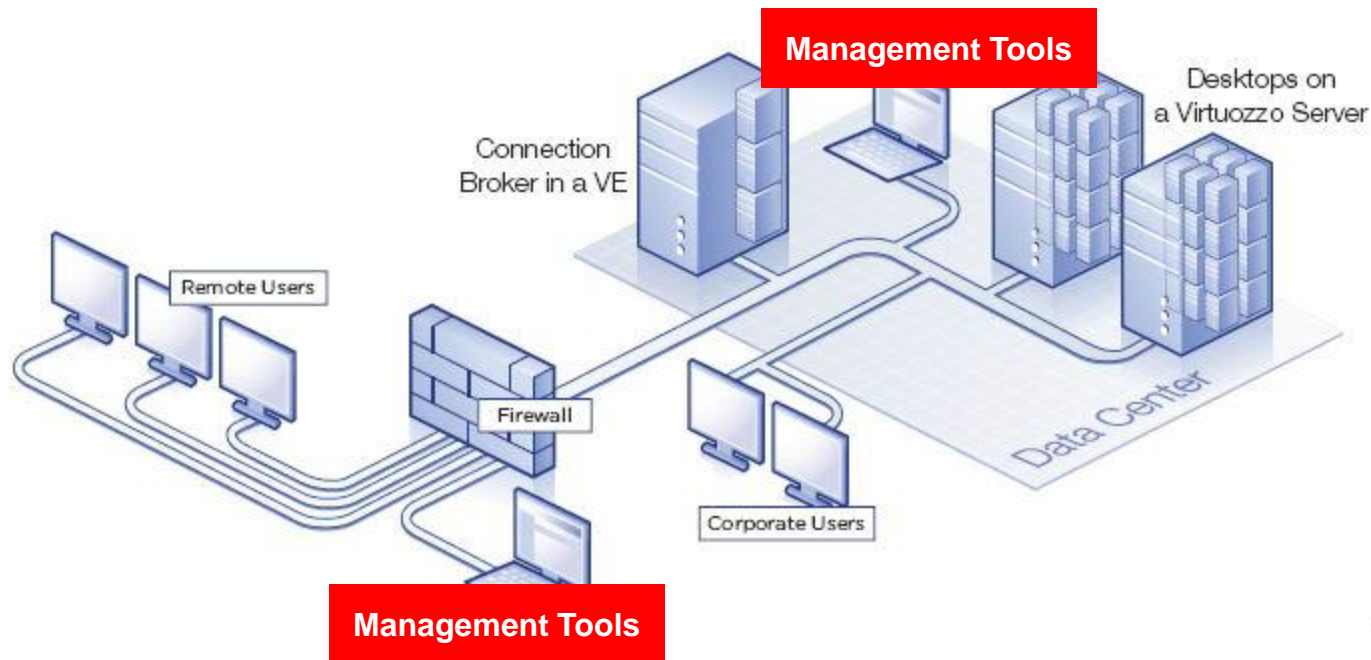 Management Tools
Desktops on
a Virtuozzo Server
Connection
Broker in a VE
Remote Users
Firewall
Data Center
Corporate Users
Management Tools